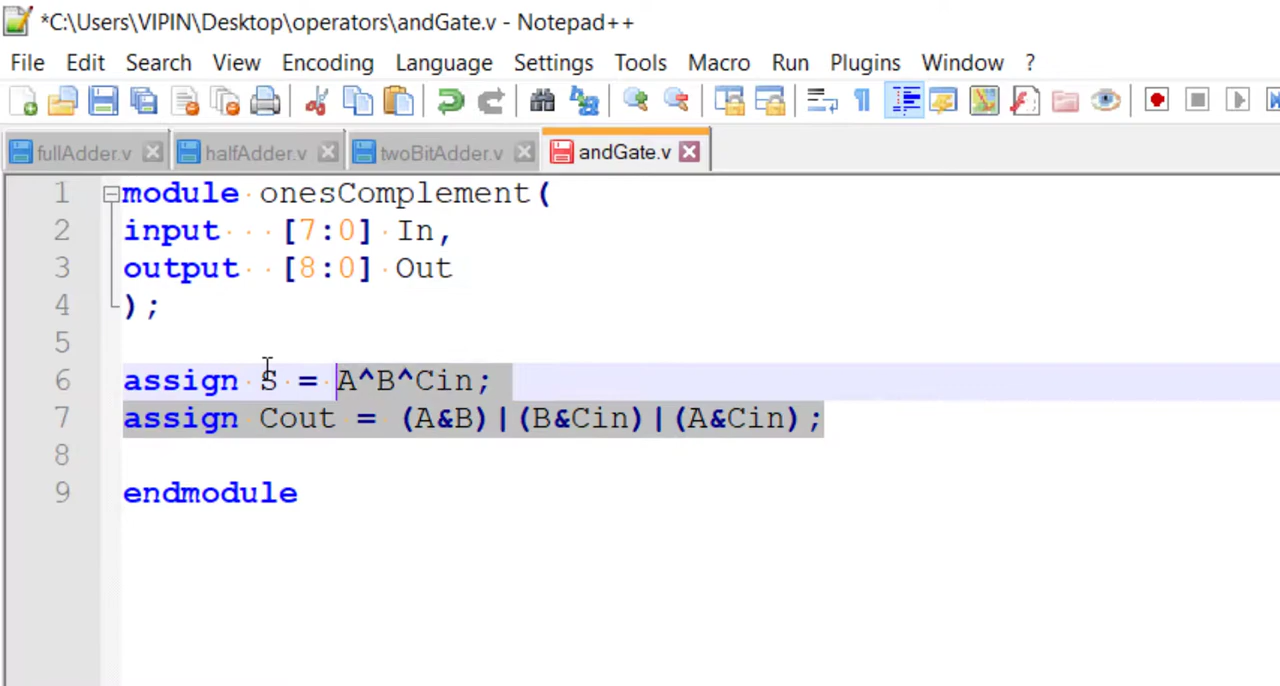 *C:\Users\VIPIN\Desktop\operators\andGate.v - Notepad++
File Edit Search View Encoding Language Settings Tools Macro Run Plugins Window ?
fullAdder.v halfAdder.v twoBitAdder.v andGate.v
1 module onesComplement(
2 input [7:0] In,
3 output [8:0] Out
4 );
5
6 assign S = A^B^Cin;
7 assign Cout = (A&B)|(B&Cin)|(A&Cin);
8
9 endmodule